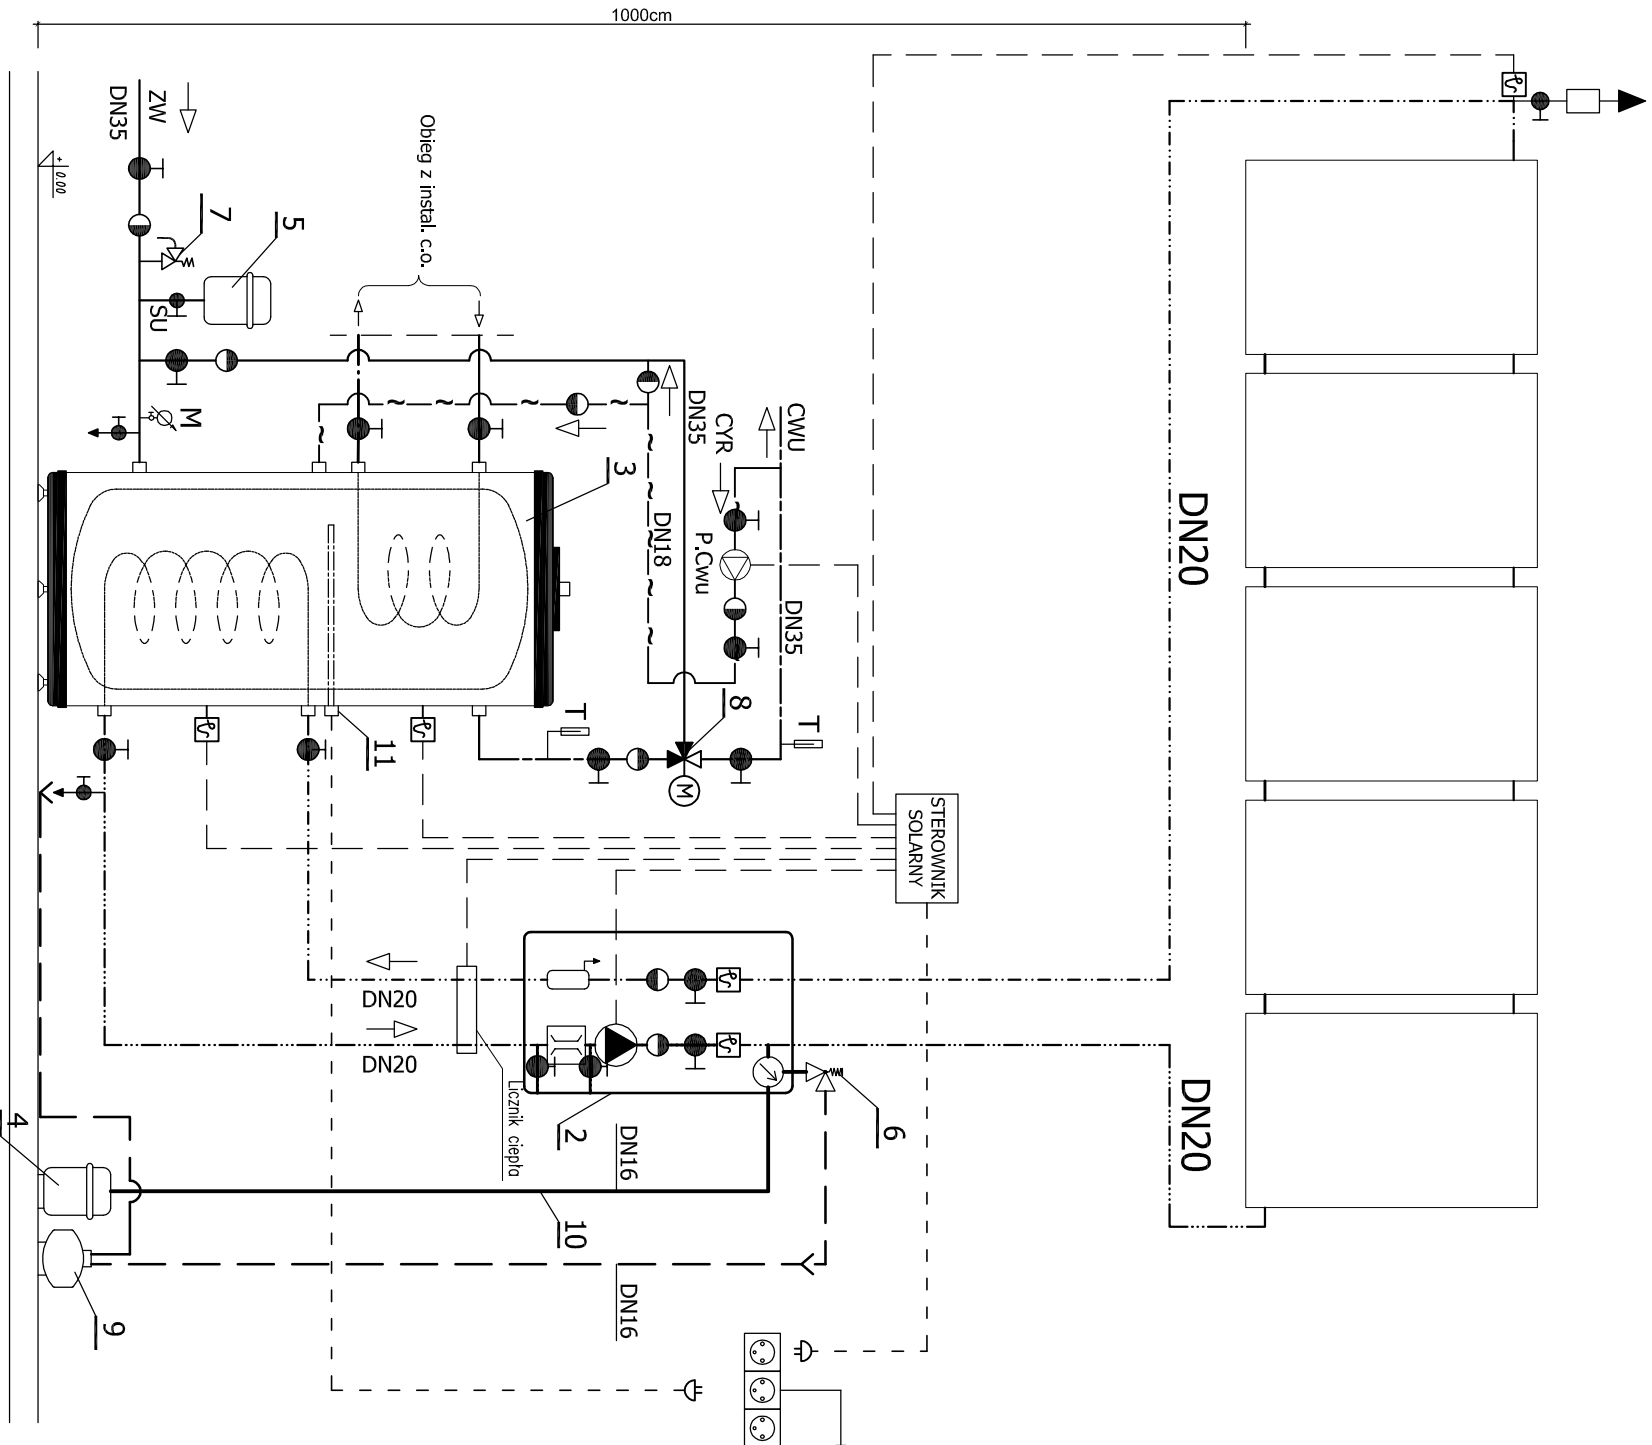 1000cm
ZW
DN35
+
0.00
7
5
SU
M
Obieg z instal. c.o.
DN35
CYR
CWU
3
DN18
P.Cwu
DN35
8
T
T
M
11
STEROWNIK
SOLARNY
DN20
DN20
DN20
DN20
Licznik ciepła
2
6
DN16
10
DN16
4
9